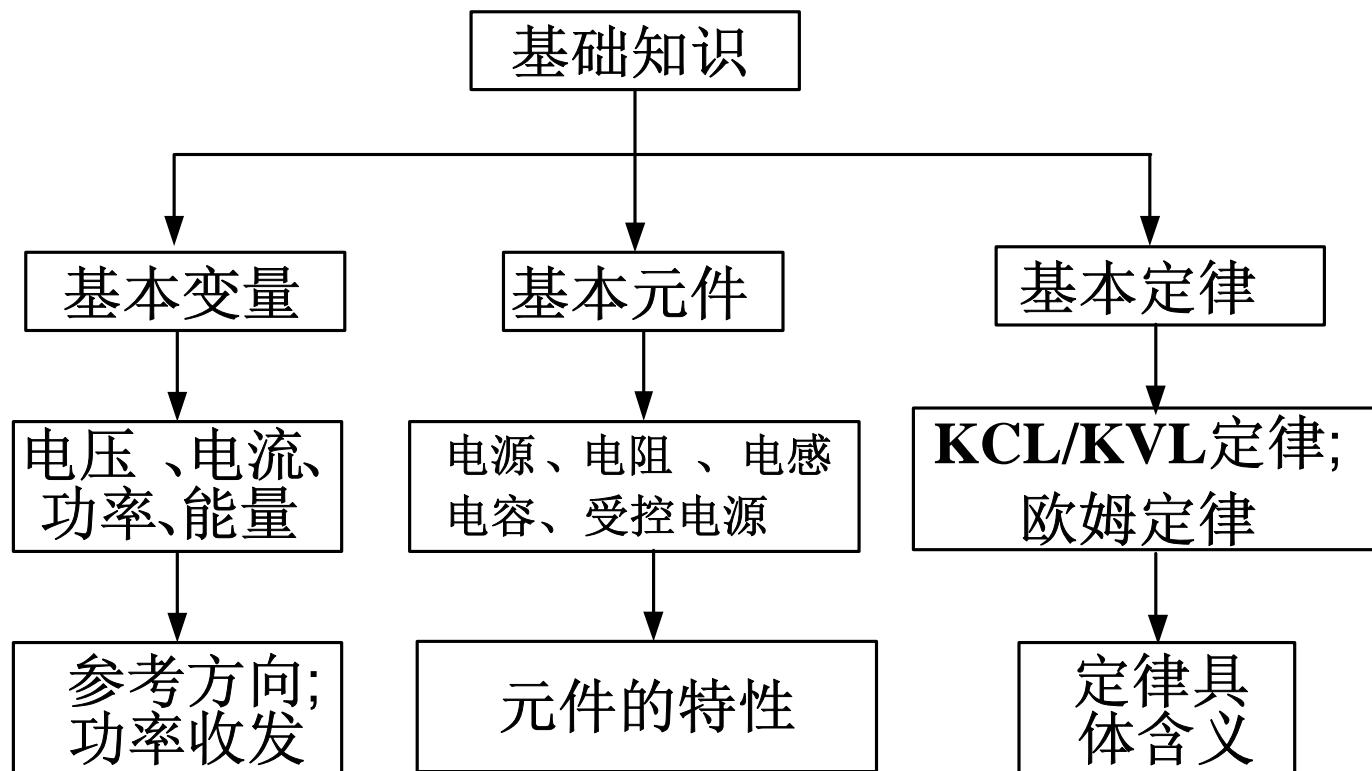 基础知识
基本变量
基本元件
基本定律
电压、电流、
功率、能量
电源、电阻、电感
电容、受控电源
KCL/KVL定律;
欧姆定律
参考方向;
功率收发
元件的特性
定律具
体含义